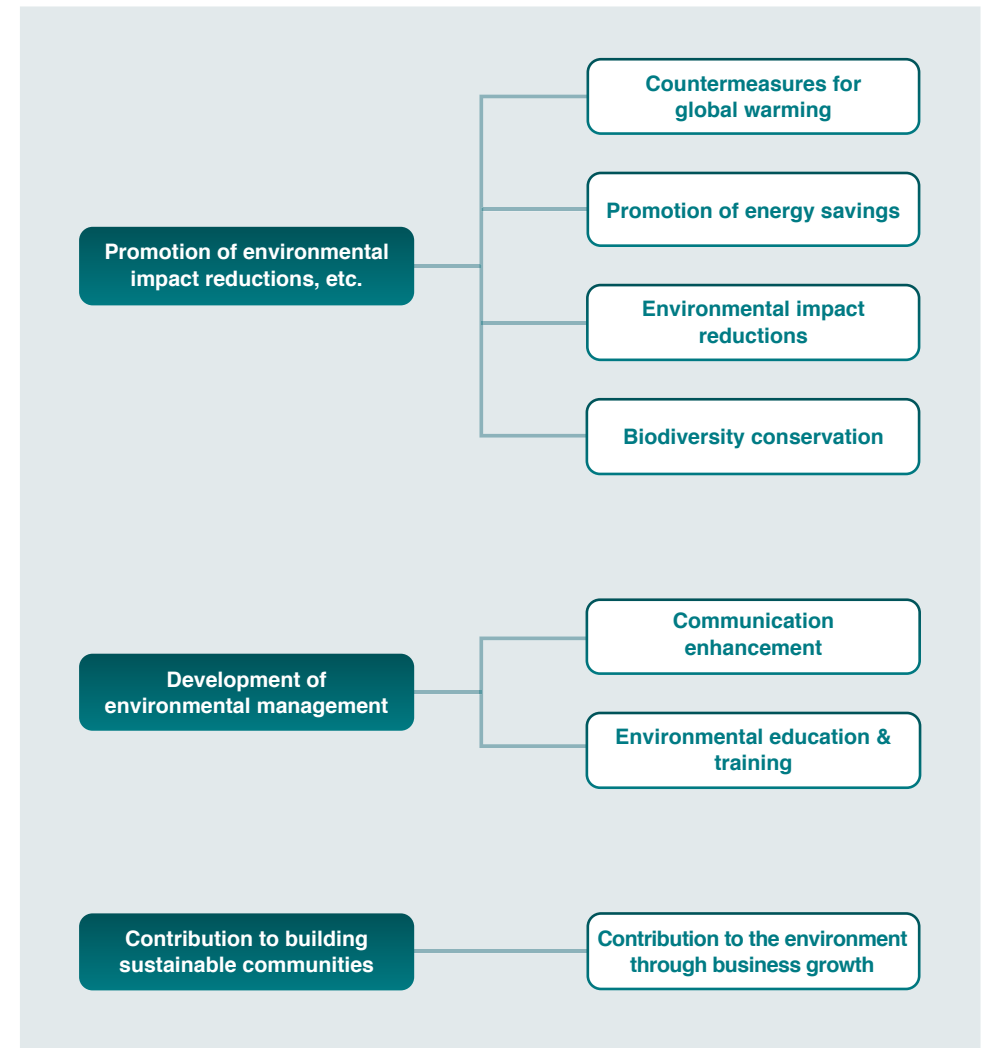 Promotion of environmental
impact reductions, etc.
Countermeasures for
global warming
Promotion of energy savings
Environmental impact
reductions
Biodiversity conservation
Development of
environmental management
Communication
enhancement
Environmental education &
training
Contribution to building
sustainable communities
Contribution to the environment
through business growth